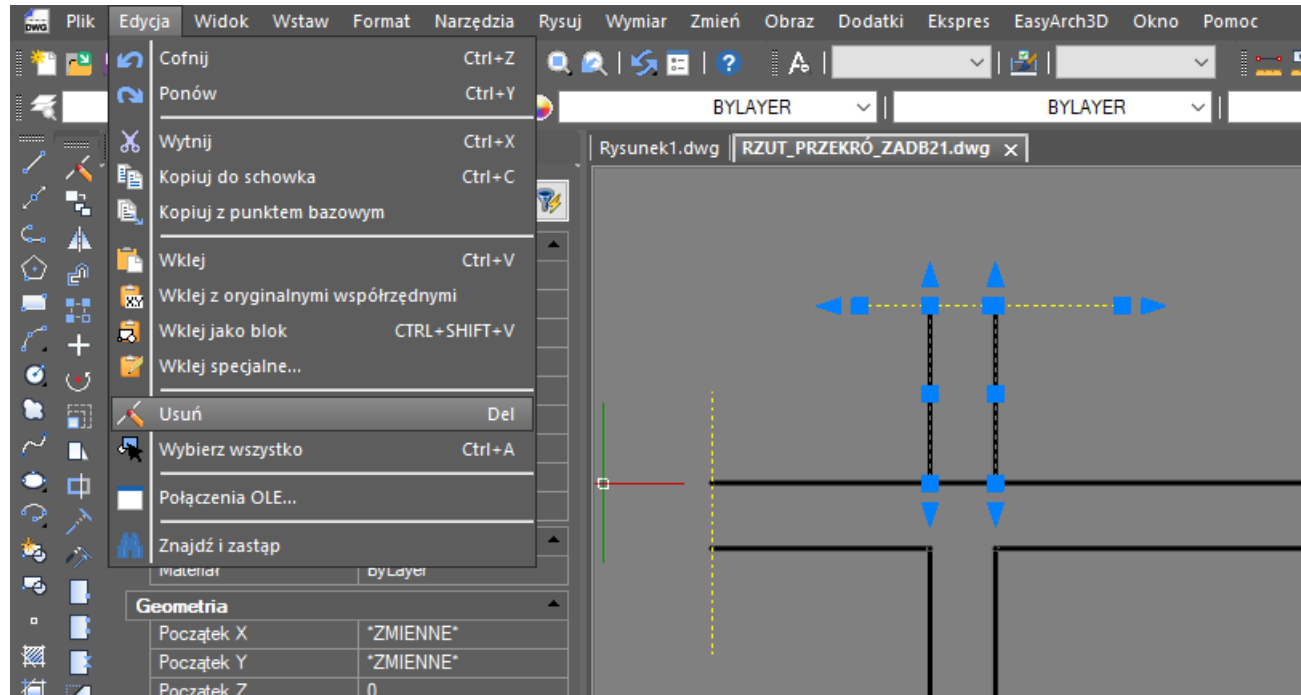 DWG Plik Edycja Widok Wstaw Format Narzędzia Rysuj Wymiar Zmień Obraz Dodatki Ekspres EasyArch3D Okno Pomoc
Cofnij Ctrl+Z
Ponów Ctrl+Y
BYLAYER BYLAYER
Wytnij Ctrl+X
Rysunek1.dwg RZUT_PRZEKRÓ_ZADB21.dwg
Kopiuj do schowka Ctrl+C
Kopiuj z punktem bazowym
Wklej Ctrl+V
Wklej z oryginalnymi współrzędnymi
Wklej jako blok CTRL+SHIFT+V
Wklej specjalne...
Usuń Del
Wybierz wszystko Ctrl+A
Połączenia OLE...
Znajdź i zastąp
Materiał ByLayer
Geometria
Początek X *ZMIENNE*
Początek Y *ZMIENNE*
Początek Z 0